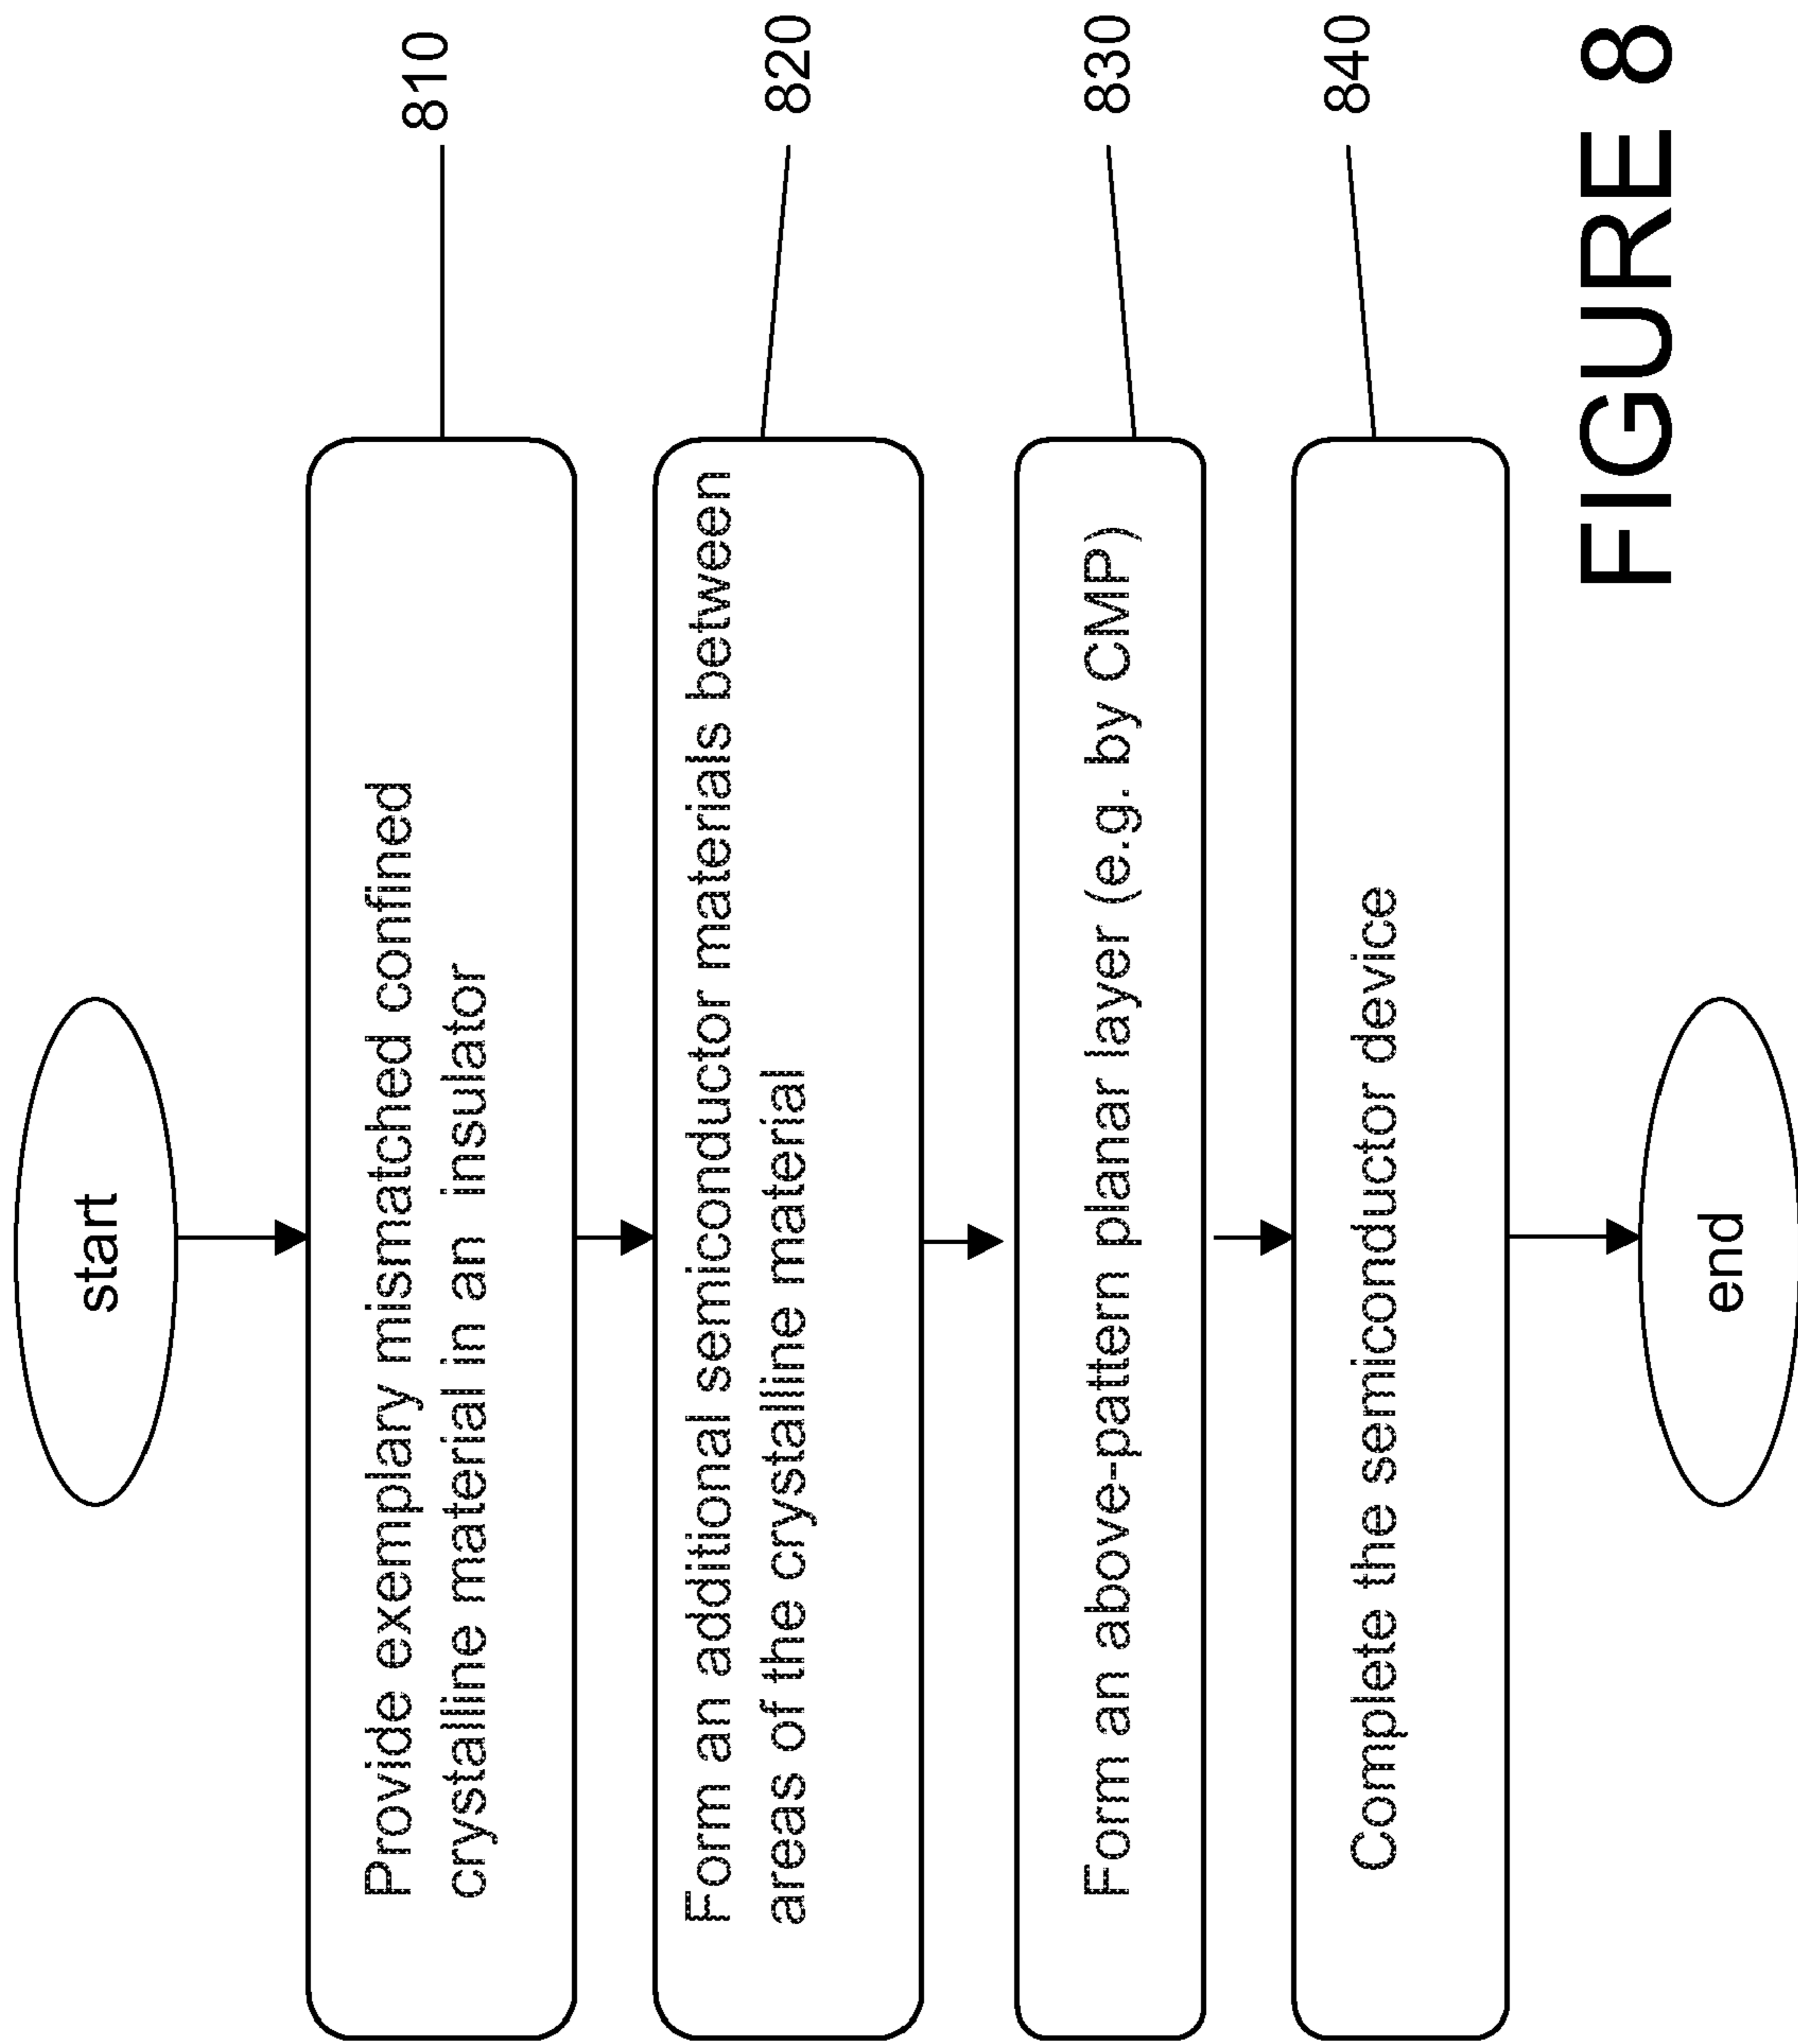 start
Provide exemplary mismatched confined
crystalline material in an insulator
810
Form an additional semiconductor materials between
areas of the crystalline material
820
Form an above-pattern planar layer (e.g. by CMP)
830
Complete the semiconductor device
840
end
FIGURE 8